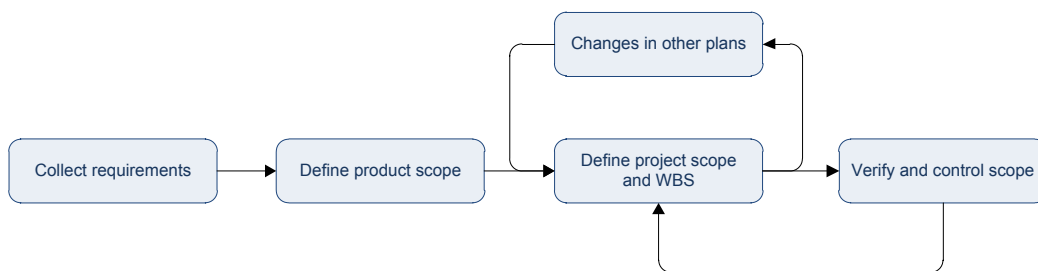 Changes in other plans
Collect requirements
Define product scope
Define project scope
and WBS
Verify and control scope